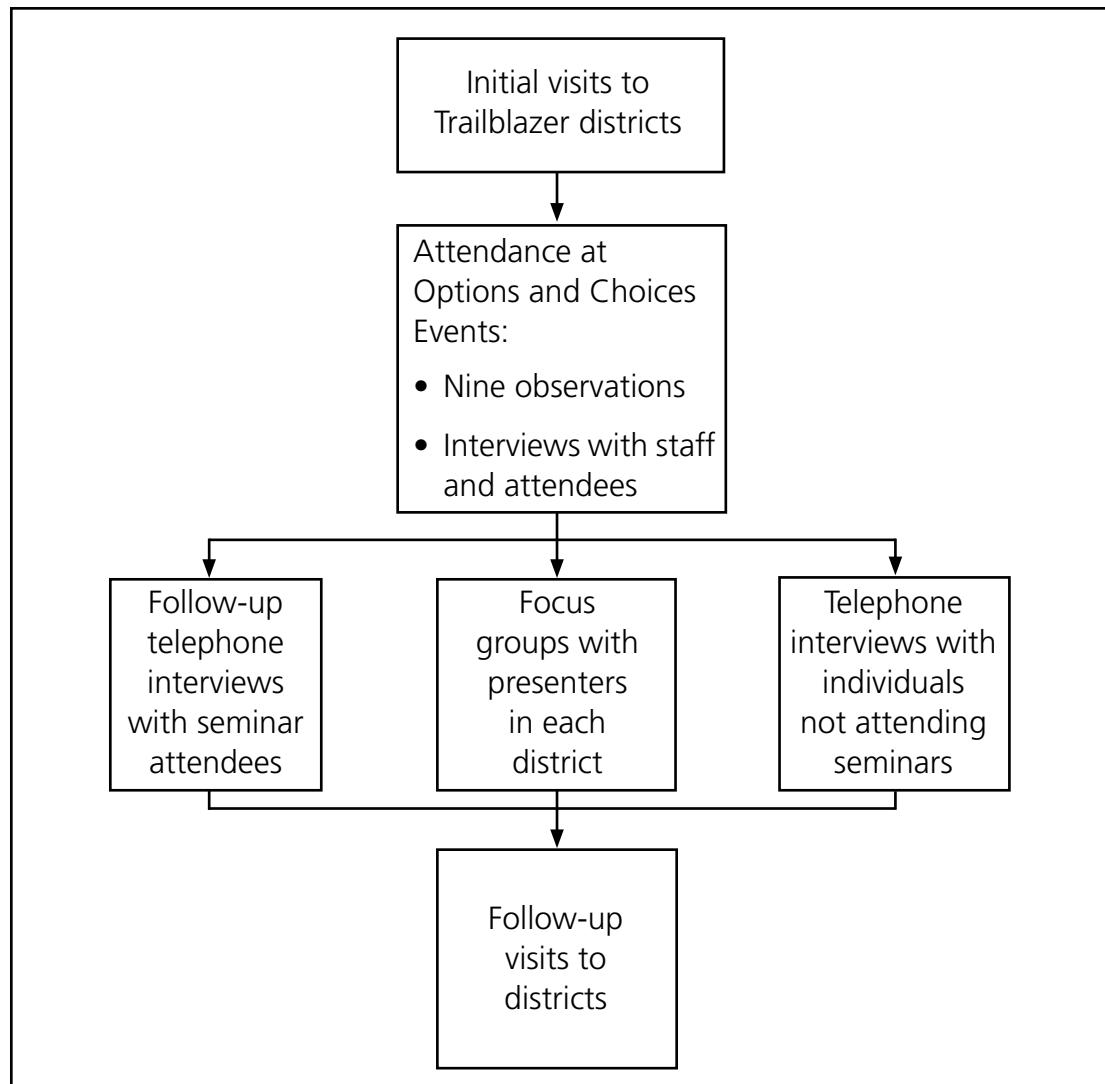 Initial visits to
Trailblazer districts
Attendance at
Options and Choices
Events:
• Nine observations
• Interviews with staff
and attendees
Follow-up
telephone
interviews
with seminar
attendees
Focus
groups with
presenters
in each
district
Telephone
interviews with
individuals
not attending
seminars
Follow-up
visits to
districts